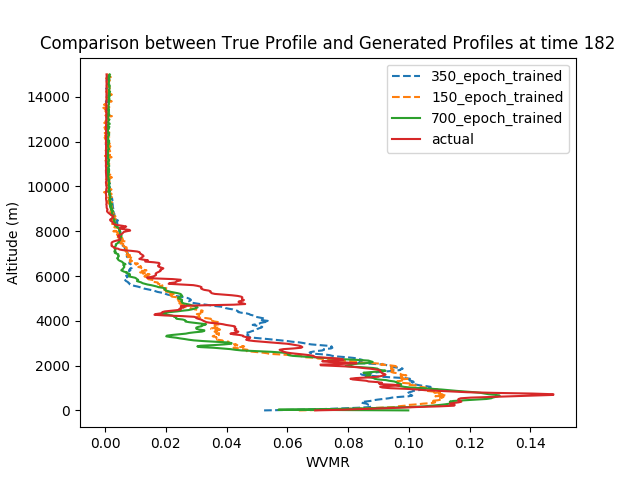 Comparison between True Profile and Generated Profiles at time 182
350_epoch_trained
150_epoch_trained
700_epoch_trained
actual
14000
12000
10000
8000
6000
4000
2000
0
Altitude (m)
0.00 0.02 0.04 0.06 0.08 0.10 0.12 0.14
WVMR